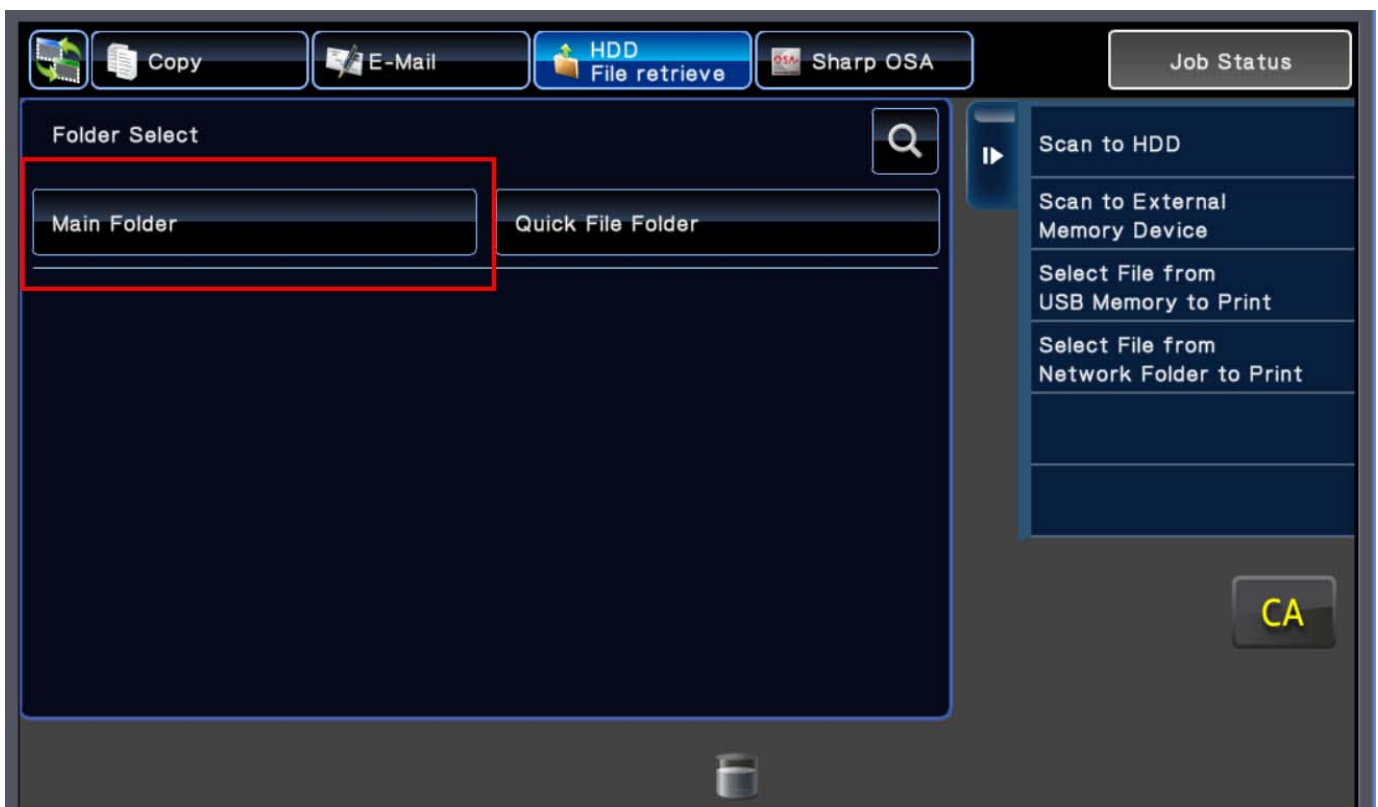 Copy
E-Mail
HDD
File retrieve
OSA
Sharp OSA
Job Status
Folder Select
Main Folder
Quick File Folder
Scan to HDD
Scan to External
Memory Device
Select File from
USB Memory to Print
Select File from
Network Folder to Print
CA